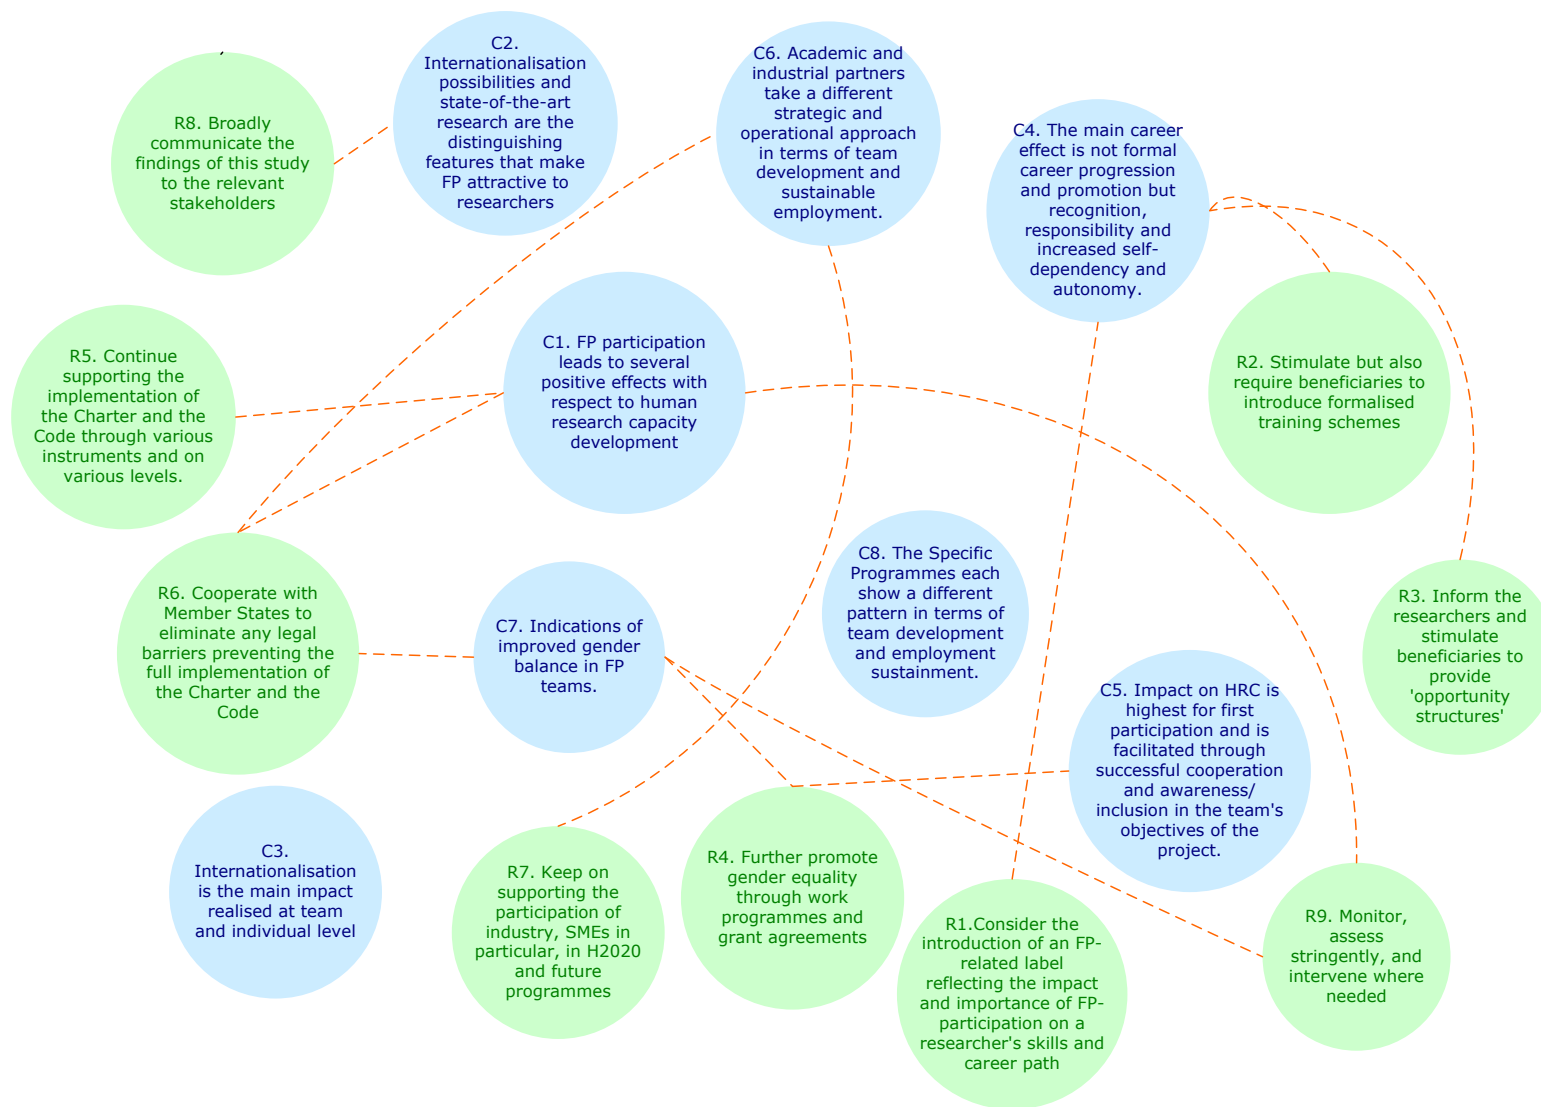 C2.
Internationalisation
possibilities and
state-of-the-art
research are the
distinguishing
features that make
FP attractive to
researchers
C6. Academic and
industrial partners
take a different
strategic and
operational approach
in terms of team
development and
sustainable
employment.
R8. Broadly
communicate the
findings of this study
to the relevant
stakeholders
C4. The main career
effect is not formal
career progression
and promotion but
recognition,
responsibility and
increased self-
dependency and
autonomy.
R5. Continue
supporting the
implementation of
the Charter and the
Code through various
instruments and on
various levels.
C1. FP participation
leads to several
positive effects with
respect to human
research capacity
development
R2. Stimulate but also
require beneficiaries to
introduce formalised
training schemes
R6. Cooperate with
Member States to
eliminate any legal
barriers preventing the
full implementation of
the Charter and the
Code
C7. Indications of
improved gender
balance in FP
teams.
C8. The Specific
Programmes each
show a different
pattern in terms of
team development
and employment
sustainment.
R3. Inform the
researchers and
stimulate
beneficiaries to
provide
'opportunity
structures'
C5. Impact on HRC is
highest for first
participation and is
facilitated through
successful cooperation
and awareness/
inclusion in the team's
objectives of the
project.
C3.
Internationalisation
is the main impact
realised at team
and individual level
R7. Keep on
supporting the
participation of
industry, SMEs in
particular, in H2020
and future
programmes
R4. Further promote
gender equality
through work
programmes and
grant agreements
R1.Consider the
introduction of an FP-
related label
reflecting the impact
and importance of FP-
participation on a
researcher's skills and
career path
R9. Monitor,
assess
stringently, and
intervene where
needed